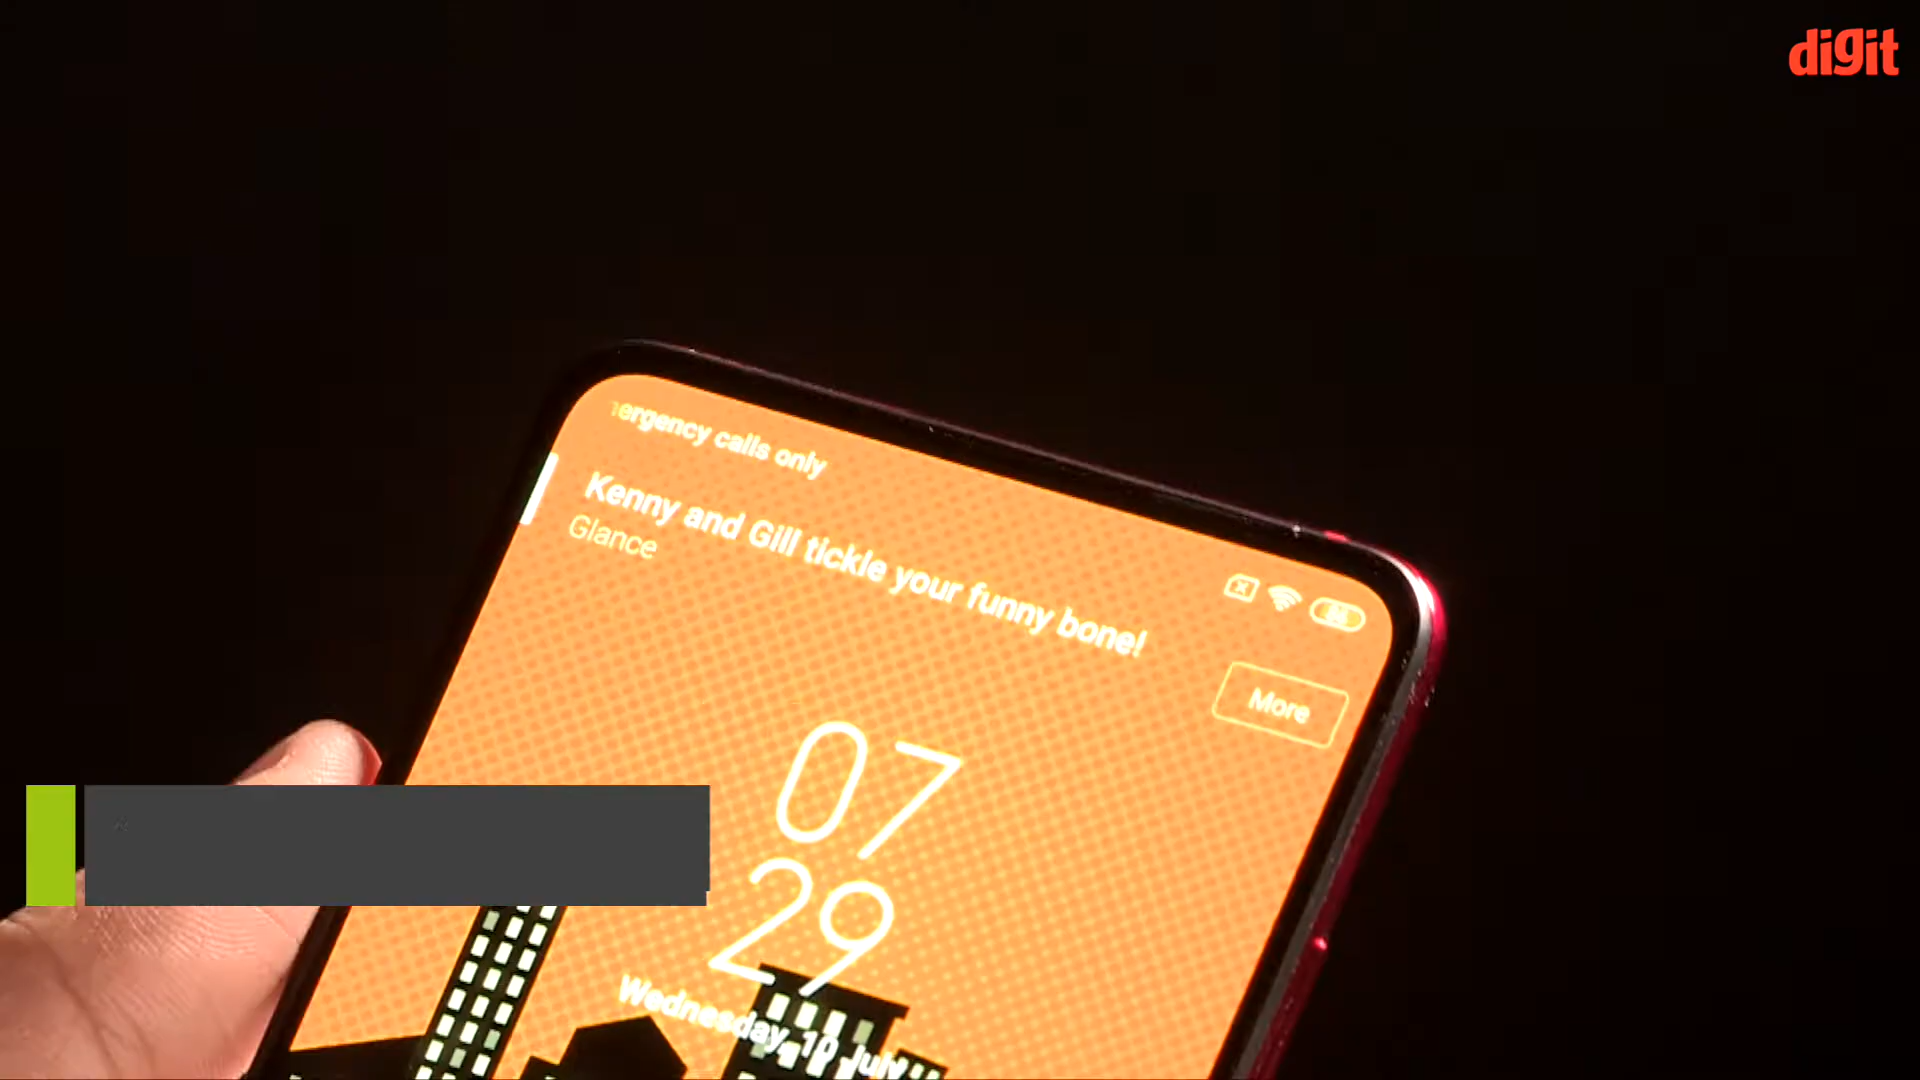 digit
ergency calls only
Kenny and Gill tickle your funny bone!
Glance
More
07
29
Wednesday, 10 July